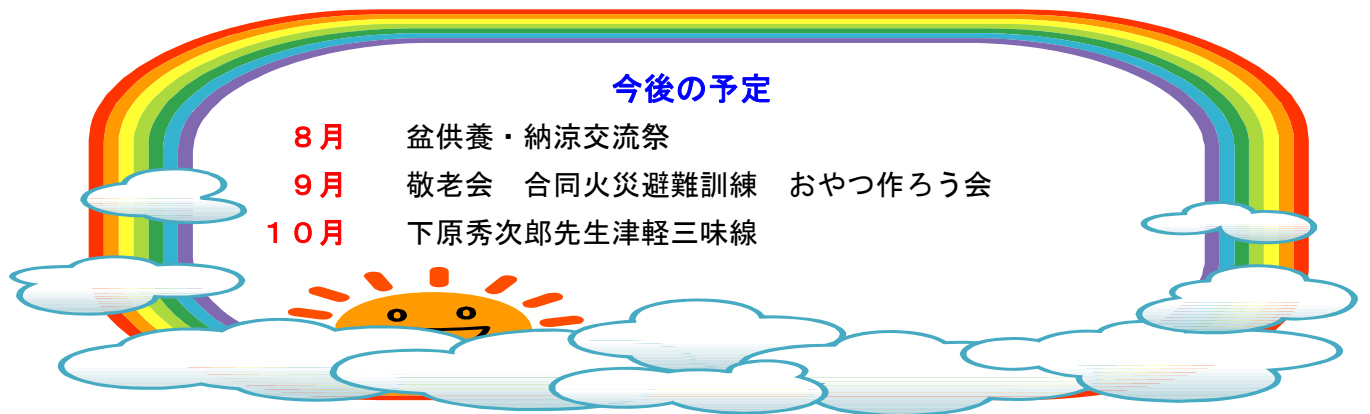 今後の予定
８月　盆供養・納涼交流祭
９月　敬老会　合同火災避難訓練　おやつ作ろう会
１０月　下原秀次郎先生津軽三味線